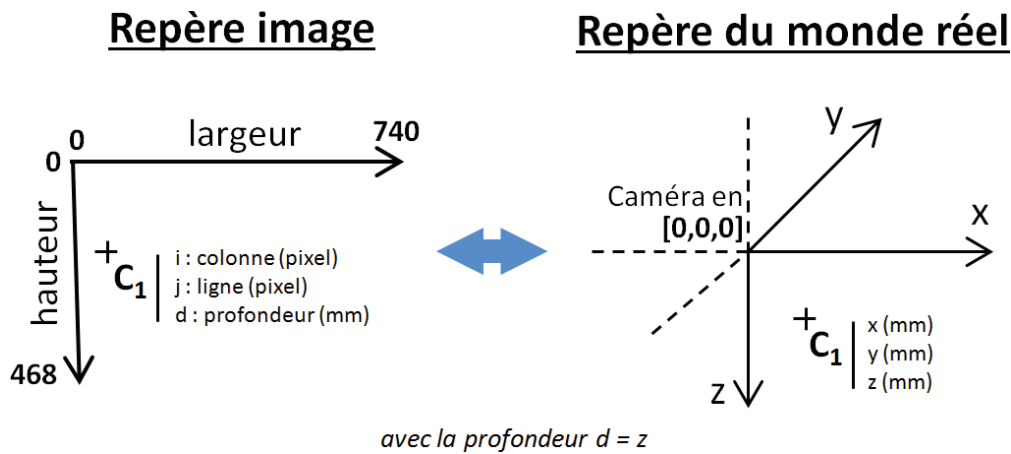 Repère image
0
largeur
740
0
hauteur
468
+
C1
i : colonne (pixel)
j : ligne (pixel)
d : profondeur (mm)
Repère du monde réel
y
Caméra en
[0,0,0]
x
z
+
C1
x (mm)
y (mm)
z (mm)
avec la profondeur d = z